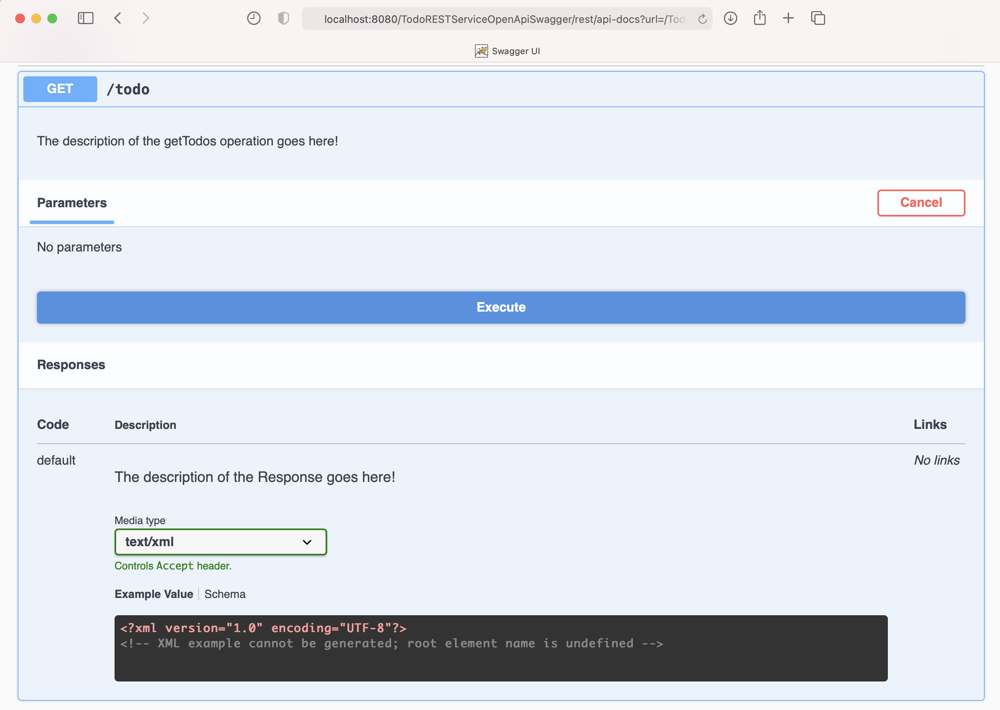 localhost:8080/TodoRESTServiceOpenApiSwagger/rest/api-docs?url=/Tod
Swagger UI
GET /todo
The description of the getTodos operation goes here!
Parameters
Cancel
No parameters
Execute
Responses
Code Description Links
default No links
The description of the Response goes here!
Media type
text/xml
Controls Accept header.
Example Value Schema
<?xml version="1.0" encoding="UTF-8"?>
<!-- XML example cannot be generated; root element name is undefined -->